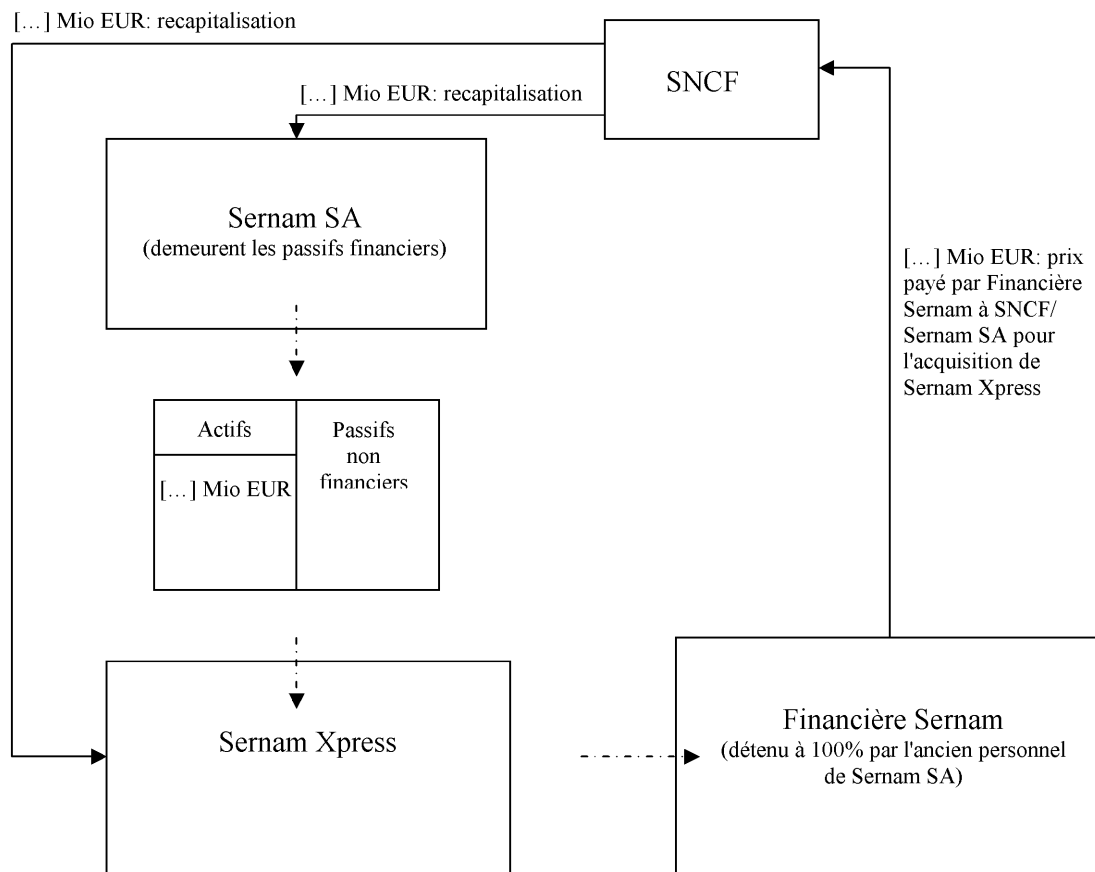 […] Mio EUR: recapitalisation
SNCF
[…] Mio EUR: recapitalisation
Sernam SA
(demeurent les passifs financiers)
[…] Mio EUR: prix
payé par Financière
Sernam à SNCF/
Sernam SA pour
l'acquisition de
Sernam Xpress
Actifs
[…] Mio EUR
Passifs
non
financiers
Sernam Xpress
Financière Sernam
(détenu à 100% par l'ancien personnel
de Sernam SA)